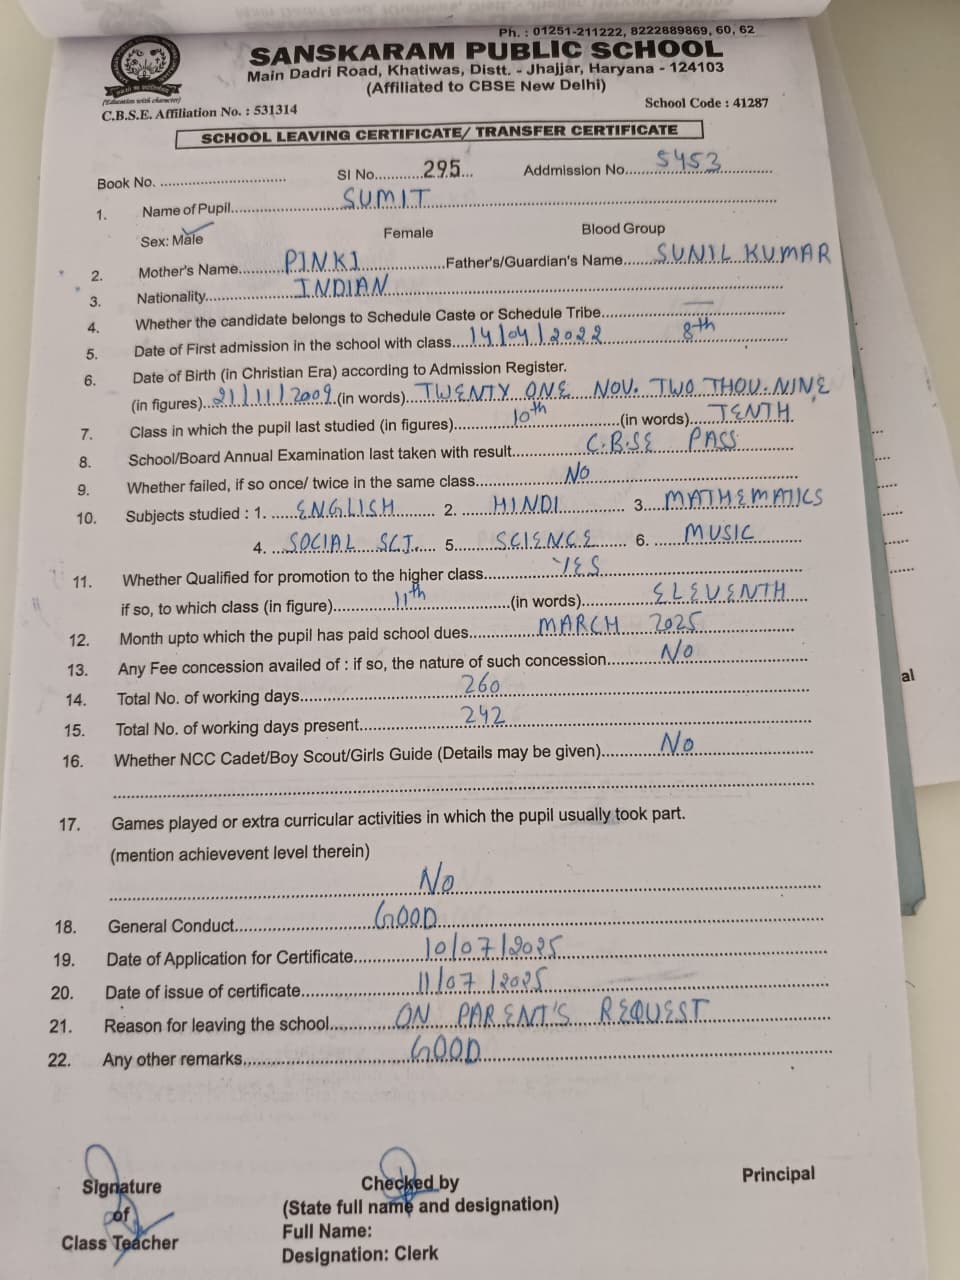 Ph. : 01251-211222, 8222889869, 60, 62
SANSKARAM PUBLIC SCHOOL
Main Dadri Road, Khatiwas, Distt. - Jhajjar, Haryana - 124103
(Affiliated to CBSE New Delhi)
(Education with character)
C.B.S.E. Affiliation No. : 531314 School Code : 41287
SCHOOL LEAVING CERTIFICATE/ TRANSFER CERTIFICATE
Book No. .............................. SI No...........295... Addmission No......5453............
1. Name of Pupil......SUMIT......
Sex: Male ✓ Female Blood Group
2. Mother's Name......PINKI......Father's/Guardian's Name......SUNIL KUMAR
3. Nationality......INDIAN......
4. Whether the candidate belongs to Schedule Caste or Schedule Tribe......—......
5. Date of First admission in the school with class...14/04/2022......8th......
6. Date of Birth (in Christian Era) according to Admission Register.
(in figures)...21/11/2009.(in words)...TWENTY ONE NOV. TWO THOU. NINE
7. Class in which the pupil last studied (in figures)......10th......(in words)......TENTH.
8. School/Board Annual Examination last taken with result......C.B.SE PASS......
9. Whether failed, if so once/ twice in the same class......No......
10. Subjects studied : 1. ....ENGLISH........ 2. ......HINDI........ 3....MATHEMATICS
4. ...SOCIAL SCI..... 5.......SCIENCE...... 6. .....MUSIC......
11. Whether Qualified for promotion to the higher class......YES......
if so, to which class (in figure)......11th......(in words)......ELEVENTH...
12. Month upto which the pupil has paid school dues......MARCH 2025......
13. Any Fee concession availed of : if so, the nature of such concession......No......
14. Total No. of working days......260......
15. Total No. of working days present......242......
16. Whether NCC Cadet/Boy Scout/Girls Guide (Details may be given)......No......
17. Games played or extra curricular activities in which the pupil usually took part.
(mention achievevent level therein)
......No......
18. General Conduct......GOOD......
19. Date of Application for Certificate......10/07/2025......
20. Date of issue of certificate......11/07/2025......
21. Reason for leaving the school......ON PARENT'S REQUEST......
22. Any other remarks......GOOD......
Signature
of
Class Teacher
Checked by
(State full name and designation)
Full Name:
Designation: Clerk
Principal
al